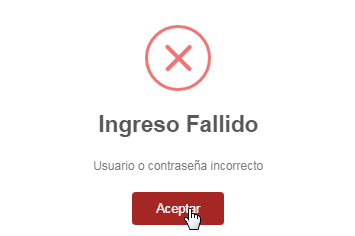 Ingreso Fallido
Usuario o contraseña incorrecto
Aceptar